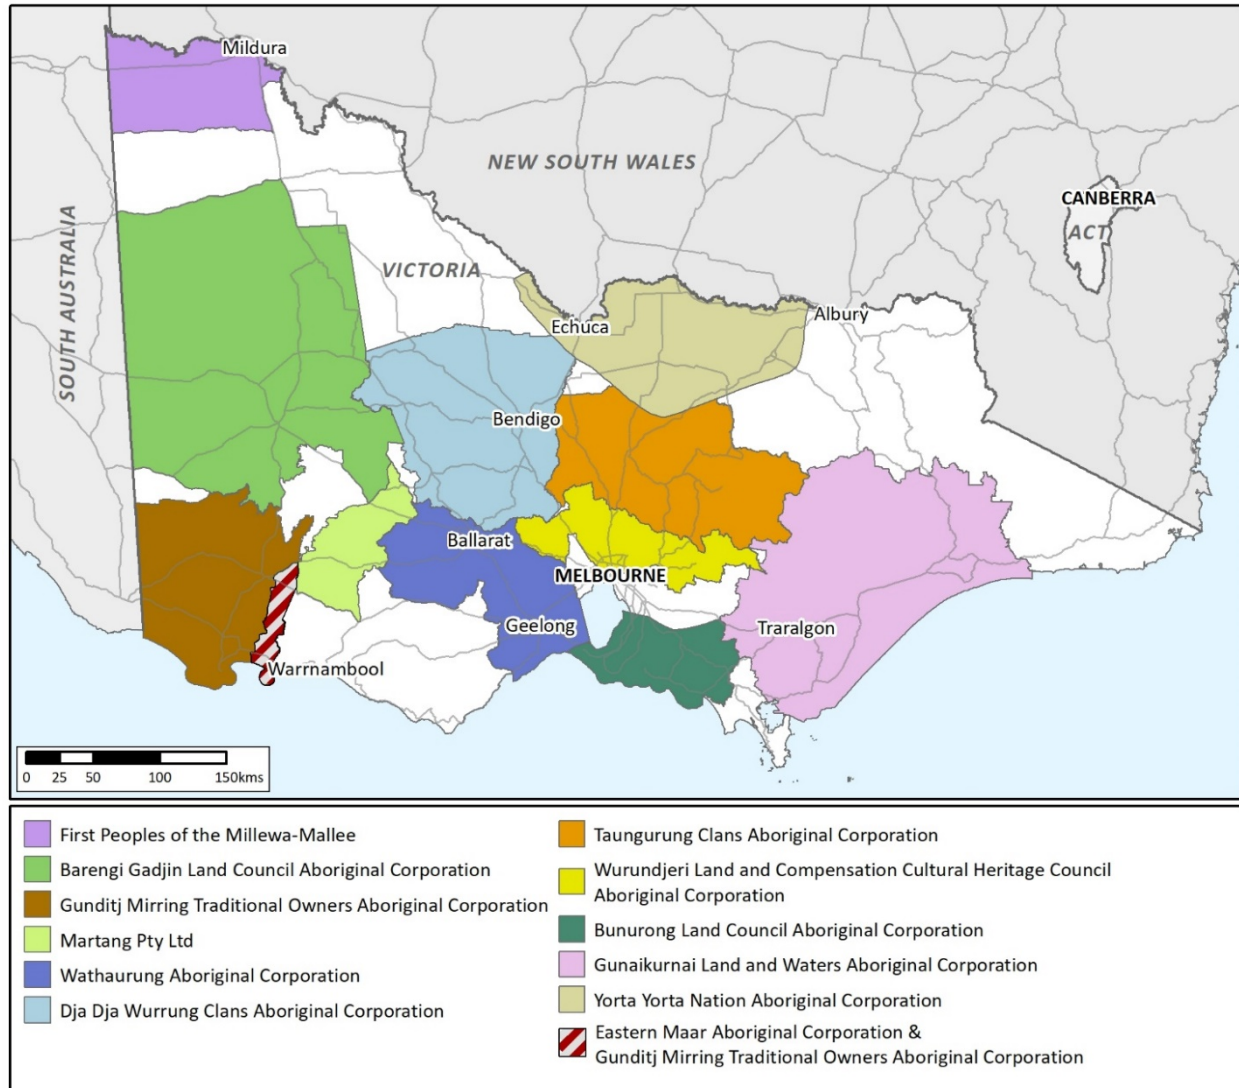 Mildura
NEW SOUTH WALES
CANBERRA
ACT
SOUTH AUSTRALIA
VICTORIA
Echuca
Albury
Bendigo
Ballarat
MELBOURNE
Geelong
Traralgon
Warrnambool
0 25 50 100 150kms
First Peoples of the Millewa-Mallee
Barengi Gadjin Land Council Aboriginal Corporation
Gunditj Mirring Traditional Owners Aboriginal Corporation
Martang Pty Ltd
Wathaurung Aboriginal Corporation
Dja Dja Wurrung Clans Aboriginal Corporation
Taungurung Clans Aboriginal Corporation
Wurundjeri Land and Compensation Cultural Heritage Council
Aboriginal Corporation
Bunurong Land Council Aboriginal Corporation
Gunaikurnai Land and Waters Aboriginal Corporation
Yorta Yorta Nation Aboriginal Corporation
Eastern Maar Aboriginal Corporation &
Gunditj Mirring Traditional Owners Aboriginal Corporation